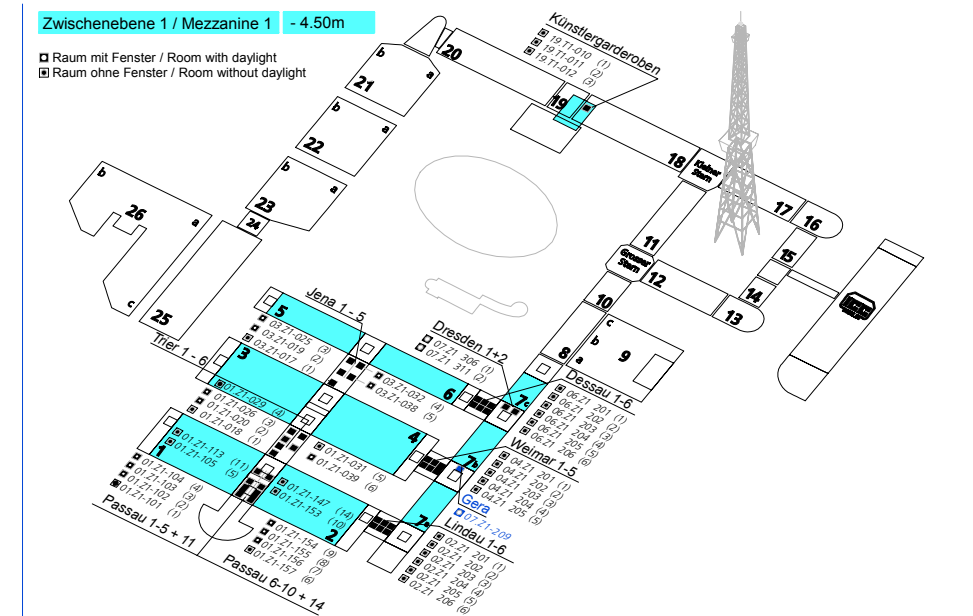 Zwischenebene 1 / Mezzanine 1 - 4.50m
Raum mit Fenster / Room with daylight
Raum ohne Fenster / Room without daylight
Künstlergarderoben
19.T1-010 (1)
19.T1-011 (2)
19.T1-012 (3)
20
b
a
21
b
a
22
b
a
23
24
b
26
a
c
25
19
18
Kleiner
Stern
17
16
15
14
13
11
Grosser
Stern
12
10
c
b
9
a
8
Jena 1 - 5
5
03.Z1-025 (3)
03.Z1-019 (2)
03.Z1-017 (1)
03.Z1-032 (4)
03.Z1-038 (5)
6
Dresden 1+2
07.Z1 306 (1)
07.Z1 311 (2)
7c
Trier 1 - 6
3
01.Z1-029 (4)
01.Z1-026 (3)
01.Z1-020 (2)
01.Z1-018 (1)
4
01.Z1-031 (5)
01.Z1-039 (6)
7b
Dessau 1-6
06.Z1 201 (1)
06.Z1 202 (2)
06.Z1 203 (3)
06.Z1 204 (4)
06.Z1 205 (5)
06.Z1 206 (6)
Weimar 1-5
04.Z1 201 (1)
04.Z1 202 (2)
04.Z1 203 (3)
04.Z1 204 (4)
04.Z1 205 (5)
Gera
07.Z1-209
1
01.Z1-113 (11)
01.Z1-105 (5)
01.Z1-104 (4)
01.Z1-103 (3)
01.Z1-102 (2)
01.Z1-101 (1)
Passau 1-5 + 11
01.Z1-147 (14)
01.Z1-153 (10)
2
01.Z1-154 (9)
01.Z1-155 (8)
01.Z1-156 (7)
01.Z1-157 (6)
Passau 6-10 + 14
7a
Lindau 1-6
02.Z1 201 (1)
02.Z1 202 (2)
02.Z1 203 (3)
02.Z1 204 (4)
02.Z1 205 (5)
02.Z1 206 (6)